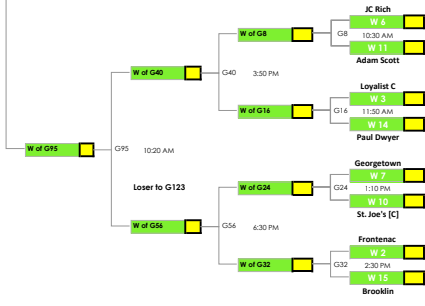 JC Rich
W 6
W of G8
G8
10:30 AM
W 11
Adam Scott
W of G40
G40
3:50 PM
Loyalist C
W 3
W of G16
G16
11:50 AM
W 14
Paul Dwyer
W of G95
G95
10:20 AM
Georgetown
W 7
Loser to G123
W of G24
G24
1:10 PM
W 10
St. Joe's [C]
W of G56
G56
6:30 PM
Frontenac
W 2
W of G32
G32
2:30 PM
W 15
Brooklin